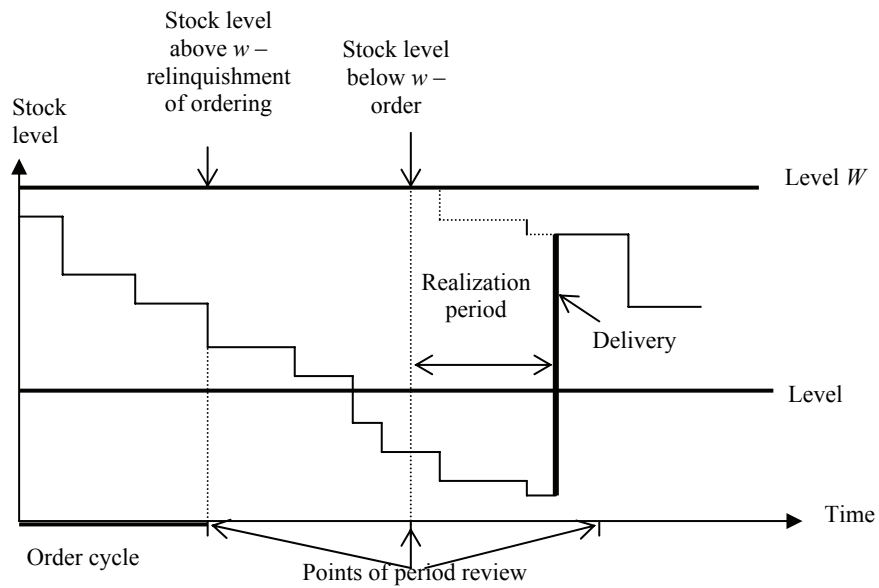 Stock level
above w –
relinquishment
of ordering
Stock level
below w –
order
Stock
level
Level W
Realization
period
Delivery
Level
Time
Order cycle
Points of period review